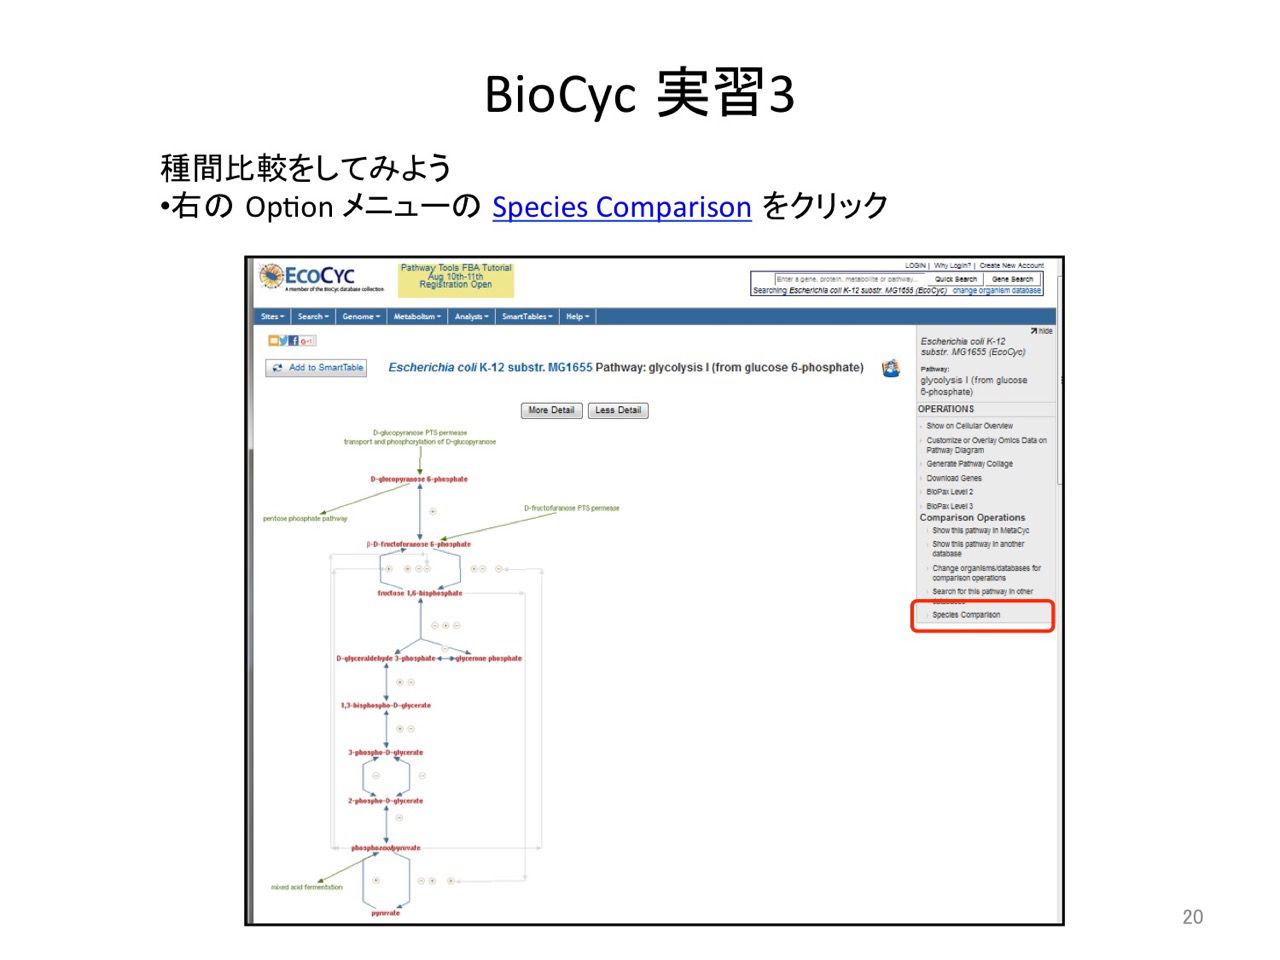 BioCyc 実習3
種間比較をしてみよう
•右の Option メニューの Species Comparison をクリック
EcoCyc
A member of the BioCyc database collection
Pathway Tools FBA Tutorial
Aug 10th-11th
Registration Open
LOGIN | Why Login? | Create New Account
Enter a gene, protein, metabolite or pathway... Quick Search Gene Search
Searching Escherichia coli K-12 substr. MG1655 (EcoCyc) change organism database
Sites Search Genome Metabolism Analysis SmartTables Help
hide
Add to SmartTable
Escherichia coli K-12 substr. MG1655 Pathway: glycolysis I (from glucose 6-phosphate)
More Detail Less Detail
D-glucopyranose PTS permease
transport and phosphorylation of D-glucopyranose
D-glucopyranose 6-phosphate
pentose phosphate pathway
D-fructofuranose PTS permease
β-D-fructofuranose 6-phosphate
fructose 1,6-bisphosphate
D-glyceraldehyde 3-phosphate
glycerone phosphate
1,3-bisphospho-D-glycerate
3-phospho-D-glycerate
2-phospho-D-glycerate
phosphoenolpyruvate
mixed acid fermentation
pyruvate
Escherichia coli K-12
substr. MG1655 (EcoCyc)
Pathway:
glycolysis I (from glucose
6-phosphate)
OPERATIONS
Show on Cellular Overview
Customize or Overlay Omics Data on
Pathway Diagram
Generate Pathway Collage
Download Genes
BioPax Level 2
BioPax Level 3
Comparison Operations
Show this pathway in MetaCyc
Show this pathway in another
database
Change organisms/databases for
comparison operations
Search for this pathway in other
databases
Species Comparison
20